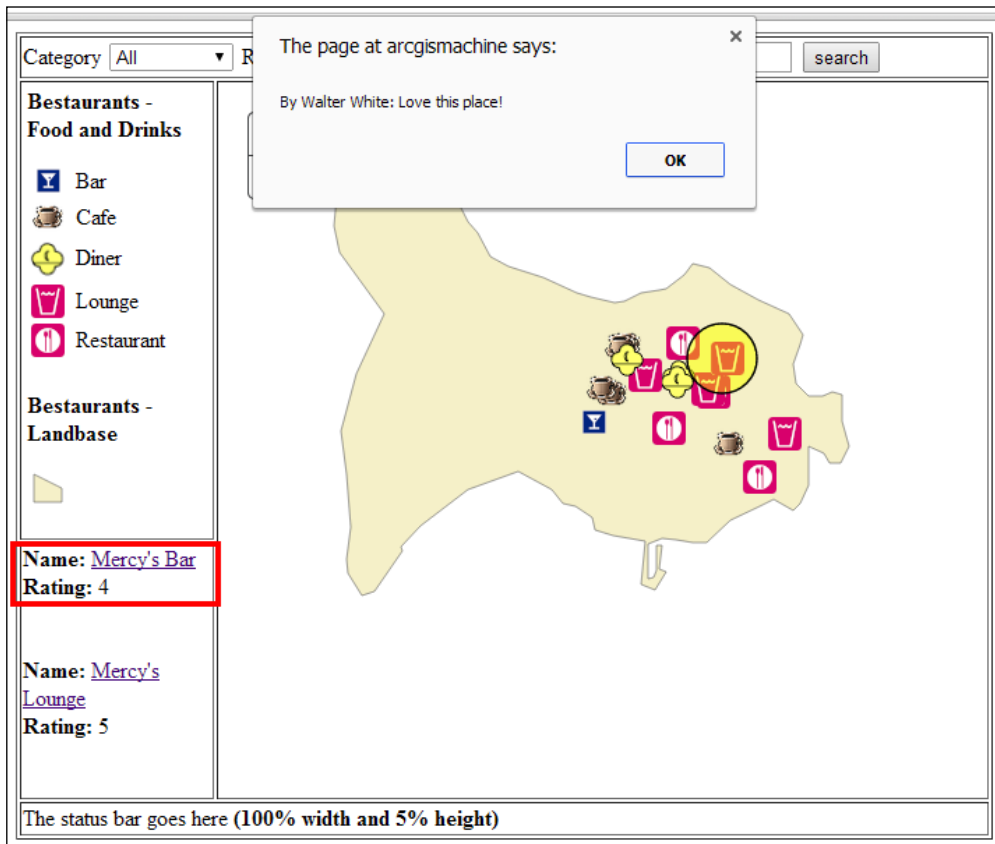 The page at arcgismachine says:
By Walter White: Love this place!
OK
Category All R
search
Bestaurants -
Food and Drinks
Bar
Cafe
Diner
Lounge
Restaurant
Bestaurants -
Landbase
Name: Mercy's Bar
Rating: 4
Name: Mercy's
Lounge
Rating: 5
The status bar goes here (100% width and 5% height)